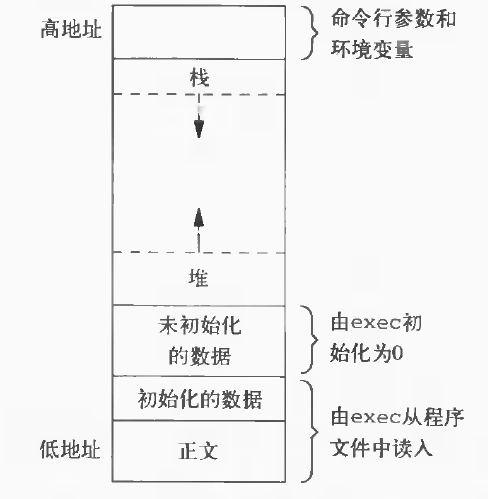 高地址
命令行参数和
环境变量
栈
堆
未初始化
的数据
由exec初
始化为0
初始化的数据
由exec从程序
文件中读入
低地址
正文